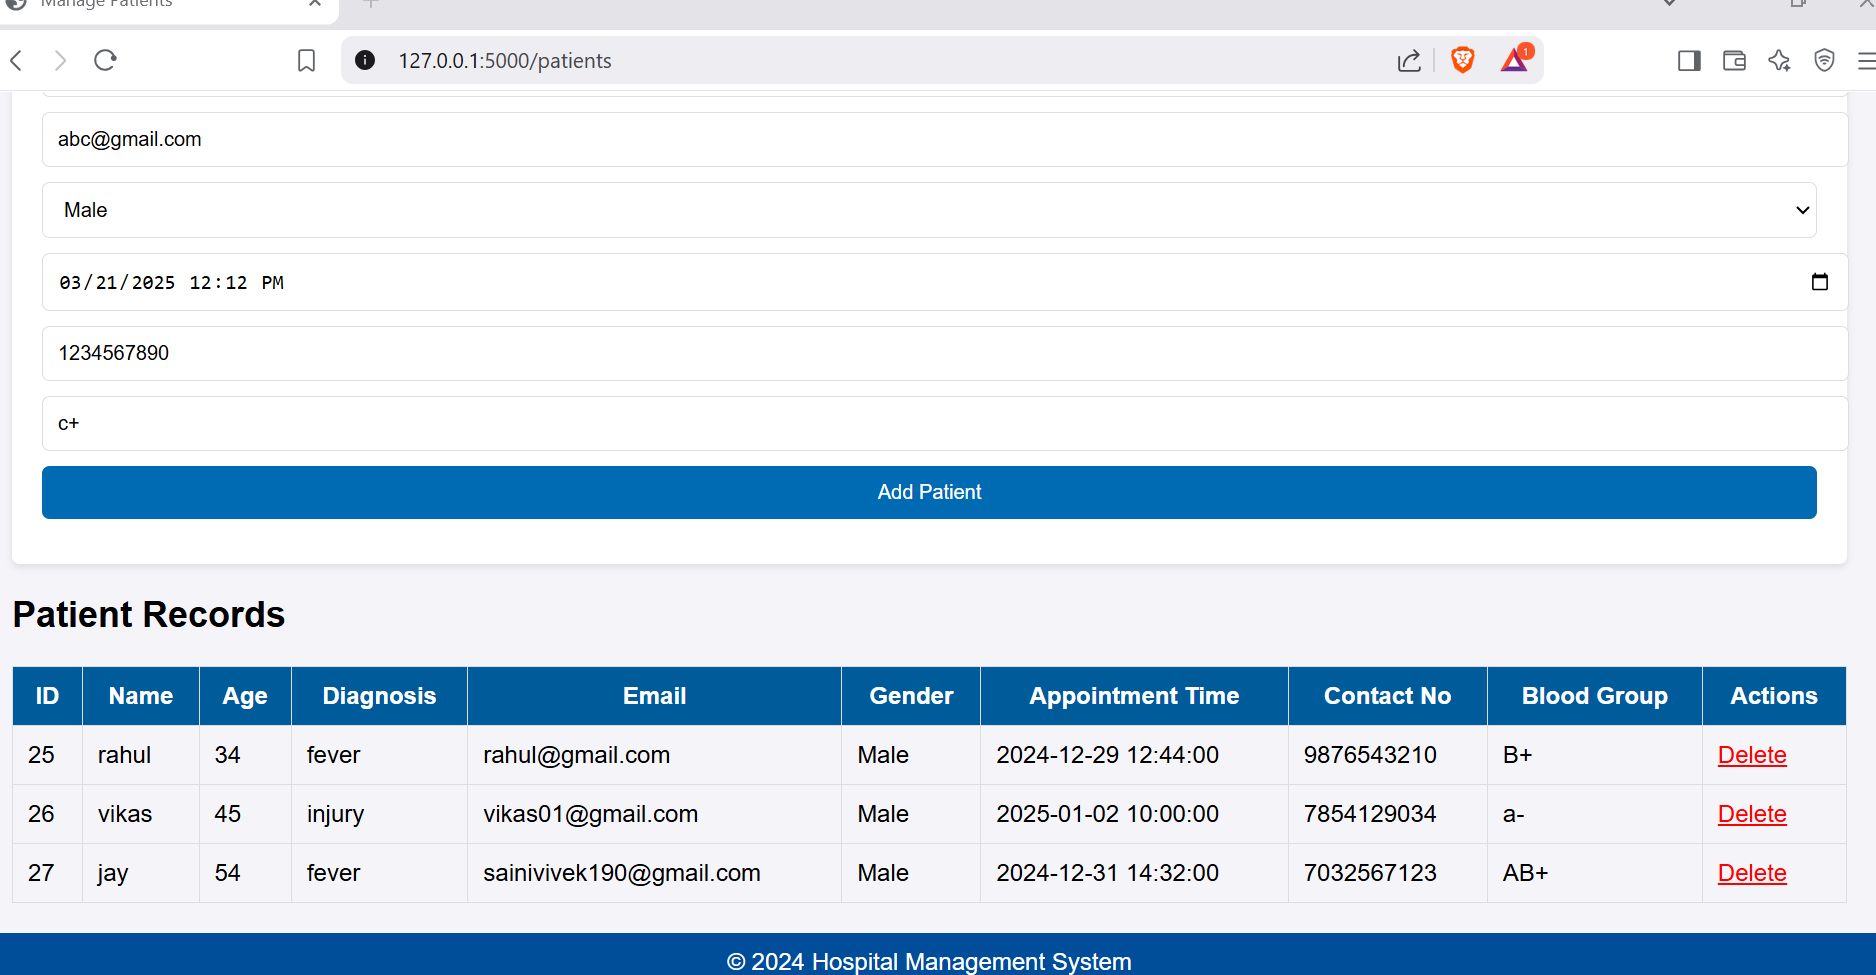 Manage Patients
127.0.0.1:5000/patients
1
abc@gmail.com
Male
03/21/2025 12:12 PM
1234567890
c+
Add Patient
Patient Records
ID Name Age Diagnosis Email Gender Appointment Time Contact No Blood Group Actions
25 rahul 34 fever rahul@gmail.com Male 2024-12-29 12:44:00 9876543210 B+ Delete
26 vikas 45 injury vikas01@gmail.com Male 2025-01-02 10:00:00 7854129034 a- Delete
27 jay 54 fever sainivivek190@gmail.com Male 2024-12-31 14:32:00 7032567123 AB+ Delete
© 2024 Hospital Management System